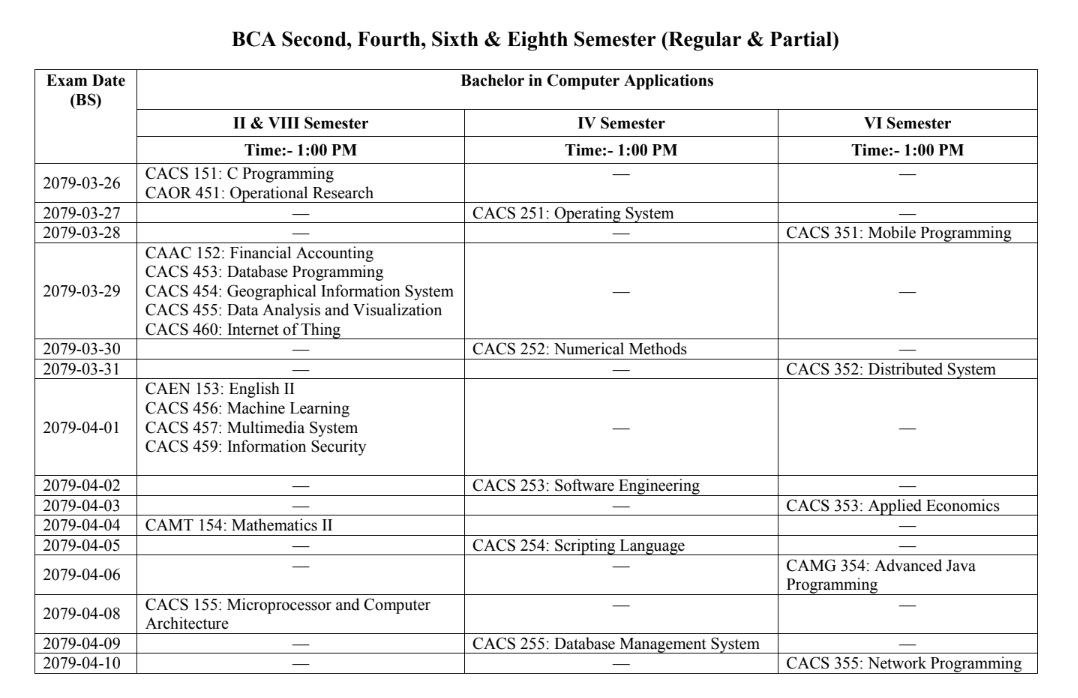 BCA Second, Fourth, Sixth & Eighth Semester (Regular & Partial)
Exam Date (BS) Bachelor in Computer Applications
II & VIII Semester IV Semester VI Semester
Time:- 1:00 PM Time:- 1:00 PM Time:- 1:00 PM
2079-03-26 CACS 151: C Programming — —
CAOR 451: Operational Research
2079-03-27 — CACS 251: Operating System —
2079-03-28 — — CACS 351: Mobile Programming
2079-03-29 CAAC 152: Financial Accounting — —
CACS 453: Database Programming
CACS 454: Geographical Information System
CACS 455: Data Analysis and Visualization
CACS 460: Internet of Thing
2079-03-30 — CACS 252: Numerical Methods —
2079-03-31 — — CACS 352: Distributed System
2079-04-01 CAEN 153: English II — —
CACS 456: Machine Learning
CACS 457: Multimedia System
CACS 459: Information Security
2079-04-02 — CACS 253: Software Engineering —
2079-04-03 — — CACS 353: Applied Economics
2079-04-04 CAMT 154: Mathematics II —
2079-04-05 — CACS 254: Scripting Language —
2079-04-06 — — CAMG 354: Advanced Java
Programming
2079-04-08 CACS 155: Microprocessor and Computer — —
Architecture
2079-04-09 — CACS 255: Database Management System —
2079-04-10 — — CACS 355: Network Programming